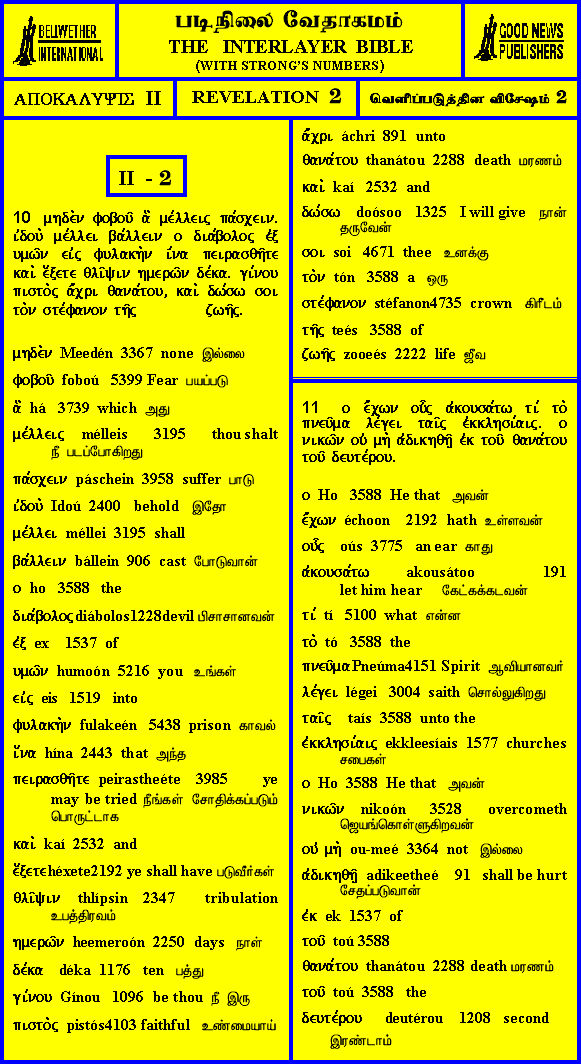 BELLWETHER
INTERNATIONAL
படிநிலை வேதாகமம்
THE INTERLAYER BIBLE
(WITH STRONG'S NUMBERS)
GOOD NEWS
PUBLISHERS
ΑΠΟΚΑΛΥΨΙΣ II
REVELATION 2
வெளிப்படுத்தின விசேஷம் 2
II - 2
10 μηδὲν φοβοῦ ἃ μέλλεις πάσχειν.
ἰδοὺ μέλλει βάλλειν ο διάβολος ἐξ
υμῶν εἰς φυλακὴν ἵνα πειρασθῆτε
καὶ ἕξετε θλῖψιν ημερῶν δέκα. γίνου
πιστὸς ἄχρι θανάτου, καὶ δώσω σοι
τὸν στέφανον τῆς ζωῆς.
μηδὲν Meedén 3367 none இல்லை
φοβοῦ foboú 5399 Fear பயப்படு
ἃ há 3739 which அது
μέλλεις mélleis 3195 thou shalt
நீ படப்போகிறது
πάσχειν páschein 3958 suffer பாடு
ἰδοὺ Idoú 2400 behold இதோ
μέλλει méllei 3195 shall
βάλλειν bállein 906 cast போடுவான்
ο ho 3588 the
διάβολος diábolos1228devil பிசாசானவன்
ἐξ ex 1537 of
υμῶν humoón 5216 you உங்கள்
εἰς eis 1519 into
φυλακὴν fulakeén 5438 prison காவல்
ἵνα hína 2443 that அந்த
πειρασθῆτε peirastheéte 3985 ye
may be tried நீங்கள் சோதிக்கப்படும்
பொருட்டாக
καὶ kaí 2532 and
ἕξετε héxete2192 ye shall have படுவீர்கள்
θλῖψιν thlípsin 2347 tribulation
உபத்திரவம்
ημερῶν heemeroón 2250 days நாள்
δέκα déka 1176 ten பத்து
γίνου Gínou 1096 be thou நீ இரு
πιστὸς pistós4103 faithful உண்மையாய்
ἄχρι áchri 891 unto
θανάτου thanátou 2288 death மரணம்
καὶ kaí 2532 and
δώσω doósoo 1325 I will give நான்
தருவேன்
σοι soi 4671 thee உனக்கு
τὸν tón 3588 a ஒரு
στέφανον stéfanon4735 crown கிரீடம்
τῆς teés 3588 of
ζωῆς zooeés 2222 life ஜீவ
11 ο ἔχων οὖς ἀκουσάτω τί τὸ
πνεῦμα λέγει ταῖς ἐκκλησίαις. ο
νικῶν οὐ μὴ ἀδικηθῇ ἐκ τοῦ θανάτου
τοῦ δευτέρου.
ο Ho 3588 He that அவன்
ἔχων échoon 2192 hath உள்ளவன்
οὖς oús 3775 an ear காது
ἀκουσάτω akousátoo 191
let him hear கேட்கக்கடவன்
τί tí 5100 what என்ன
τὸ tó 3588 the
πνεῦμα Pneúma4151 Spirit ஆவியானவர்
λέγει légei 3004 saith சொல்லுகிறது
ταῖς taís 3588 unto the
ἐκκλησίαις ekkleesíais 1577 churches
சபைகள்
ο Ho 3588 He that அவன்
νικῶν nikoón 3528 overcometh
ஜெயங்கொள்ளுகிறவன்
οὐ μὴ ou-meé 3364 not இல்லை
ἀδικηθῇ adikeetheé 91 shall be hurt
சேதப்படுவான்
ἐκ ek 1537 of
τοῦ toú 3588
θανάτου thanátou 2288 death மரணம்
τοῦ toú 3588 the
δευτέρου deutérou 1208 second
இரண்டாம்